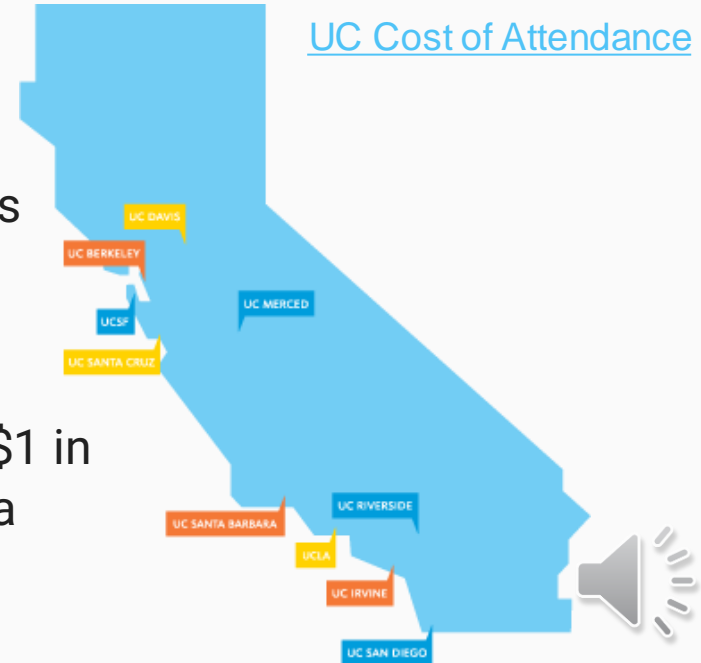 UC Cost of Attendance
s
UC DAVIS
UC BERKELEY
UC MERCED
UCSF
UC SANTA CRUZ
$1 in
a
UC RIVERSIDE
UC SANTA BARBARA
UCLA
UC IRVINE
UC SAN DIEGO